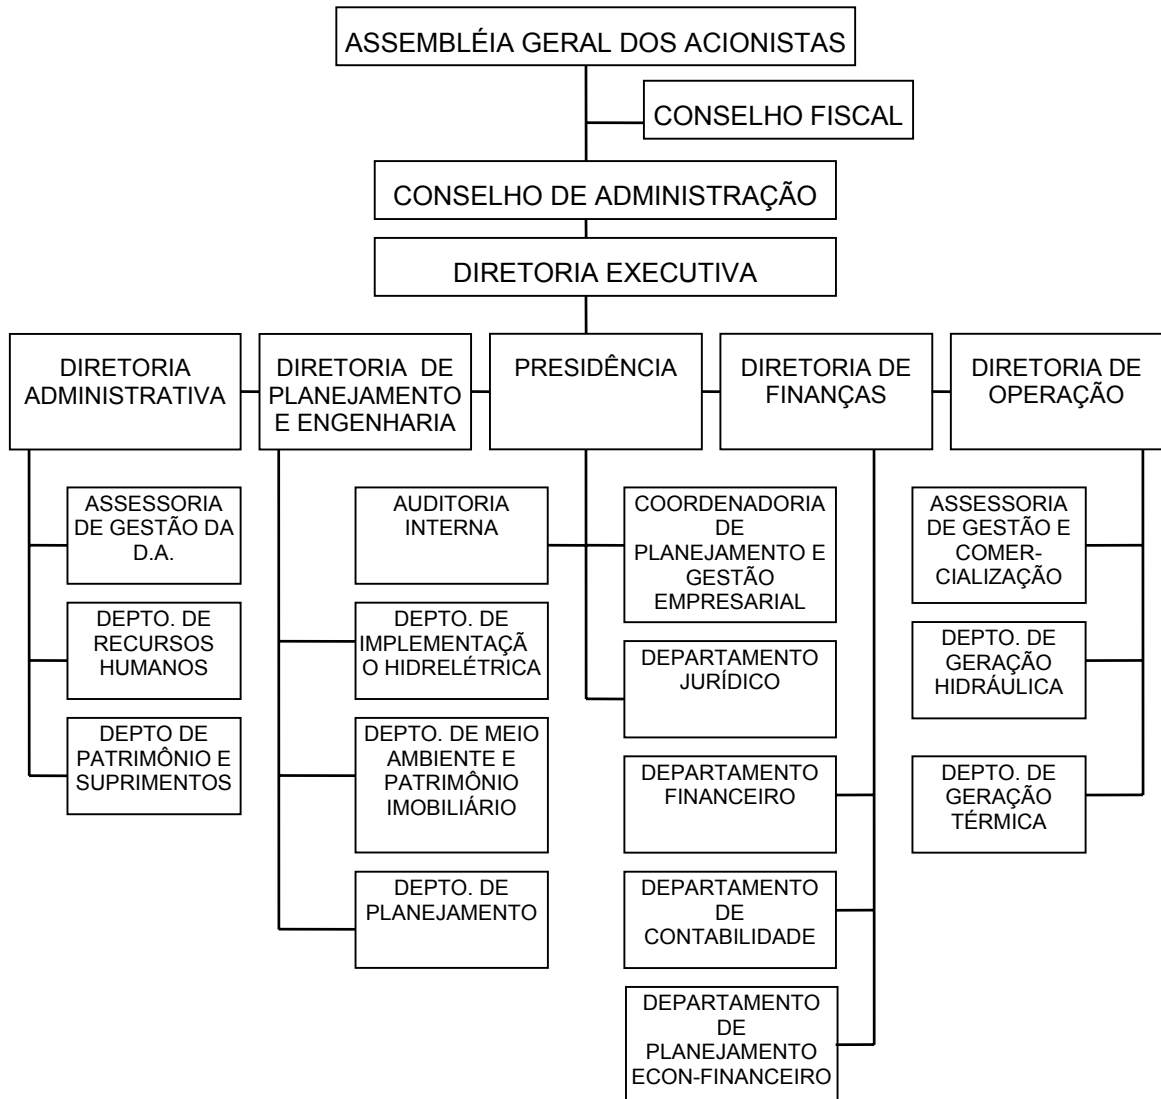 ASSEMBLÉIA GERAL DOS ACIONISTAS
CONSELHO FISCAL
CONSELHO DE ADMINISTRAÇÃO
DIRETORIA EXECUTIVA
DIRETORIA
ADMINISTRATIVA
DIRETORIA DE
PLANEJAMENTO
E ENGENHARIA
PRESIDÊNCIA
DIRETORIA DE
FINANÇAS
DIRETORIA DE
OPERAÇÃO
ASSESSORIA
DE GESTÃO DA
D.A.
DEPTO. DE
RECURSOS
HUMANOS
DEPTO DE
PATRIMÔNIO E
SUPRIMENTOS
AUDITORIA
INTERNA
DEPTO. DE
IMPLEMENTAÇÃ
O HIDRELÉTRICA
DEPTO. DE MEIO
AMBIENTE E
PATRIMÔNIO
IMOBILIÁRIO
DEPTO. DE
PLANEJAMENTO
COORDENADORIA
DE
PLANEJAMENTO E
GESTÃO
EMPRESARIAL
DEPARTAMENTO
JURÍDICO
DEPARTAMENTO
FINANCEIRO
DEPARTAMENTO
DE
CONTABILIDADE
DEPARTAMENTO
DE
PLANEJAMENTO
ECON-FINANCEIRO
ASSESSORIA
DE GESTÃO E
COMER-
CIALIZAÇÃO
DEPTO. DE
GERAÇÃO
HIDRÁULICA
DEPTO. DE
GERAÇÃO
TÉRMICA